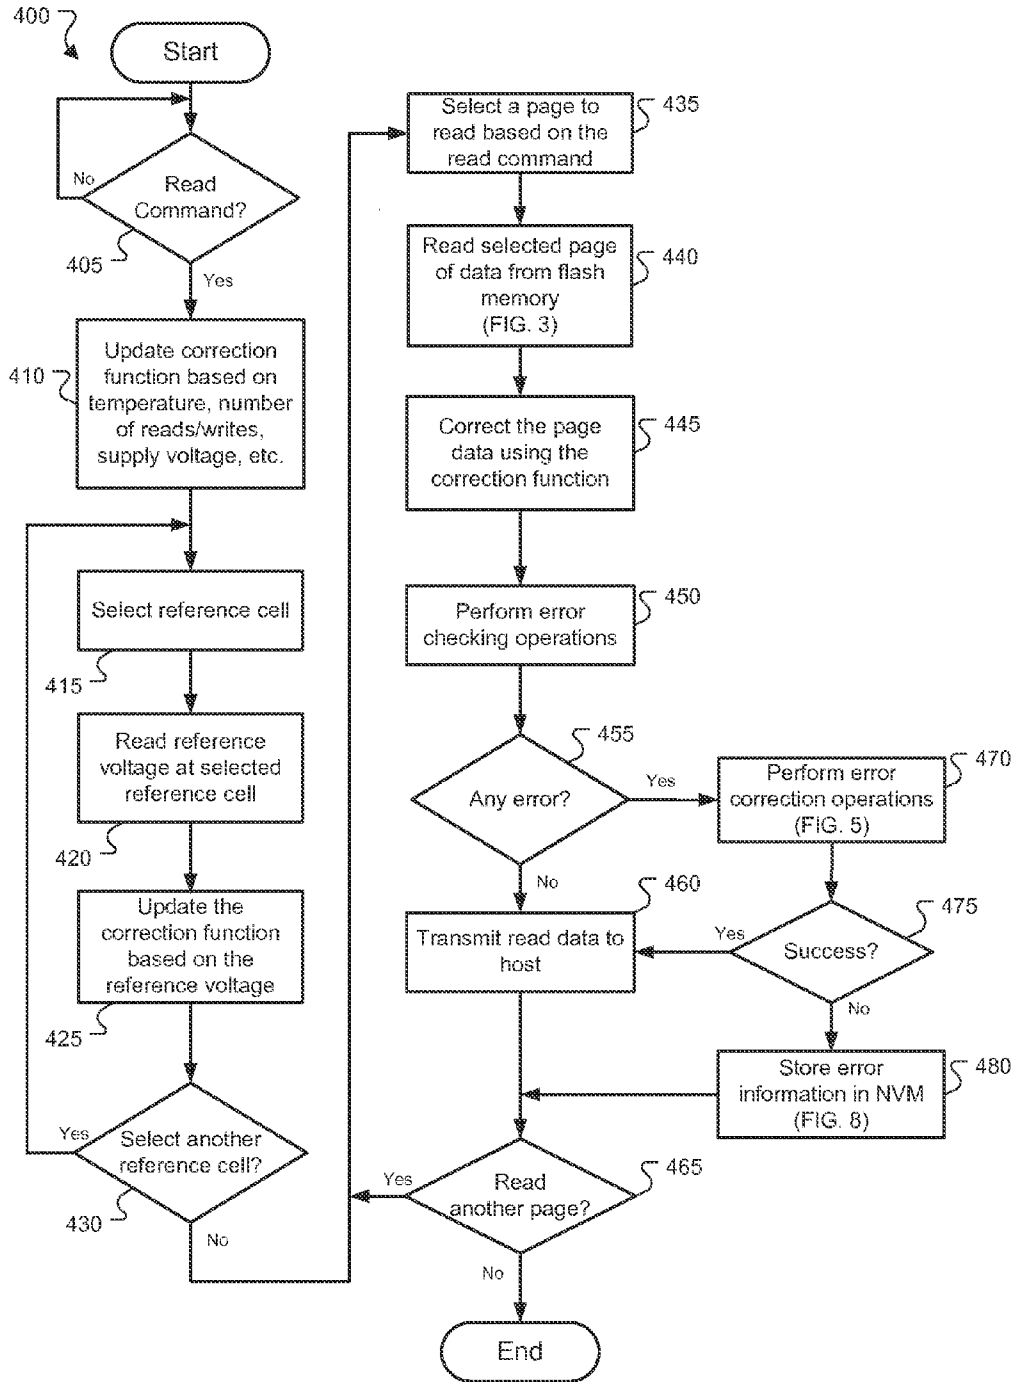 400
Start
No
Read
Command?
405
Yes
410
Update correction
function based on
temperature, number
of reads/writes,
supply voltage, etc.
Select reference cell
415
Read reference
voltage at selected
reference cell
420
Update the
correction function
based on the
reference voltage
425
Yes
Select another
reference cell?
430
No
Select a page to
read based on the
read command
435
Read selected page
of data from flash
memory
(FIG. 3)
440
Correct the page
data using the
correction function
445
Perform error
checking operations
450
455
Any error?
Yes
No
Perform error
correction operations
(FIG. 5)
470
460
Transmit read data to
host
Yes
Success?
475
No
Store error
information in NVM
(FIG. 8)
480
Yes
Read
another page?
465
No
End